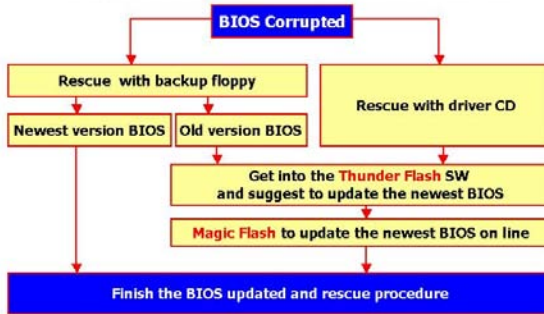 BIOS Corrupted
Rescue with backup floppy
Rescue with driver CD
Newest version BIOS
Old version BIOS
Get into the Thunder Flash SW
and suggest to update the newest BIOS
Magic Flash to update the newest BIOS on line
Finish the BIOS updated and rescue procedure